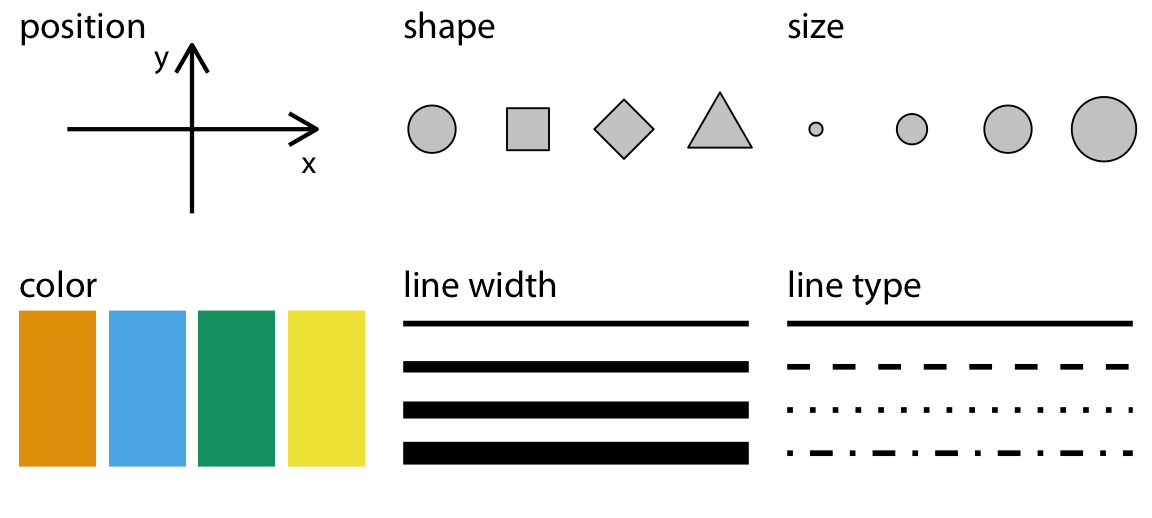 position
y
x
shape
size
color
line width
line type